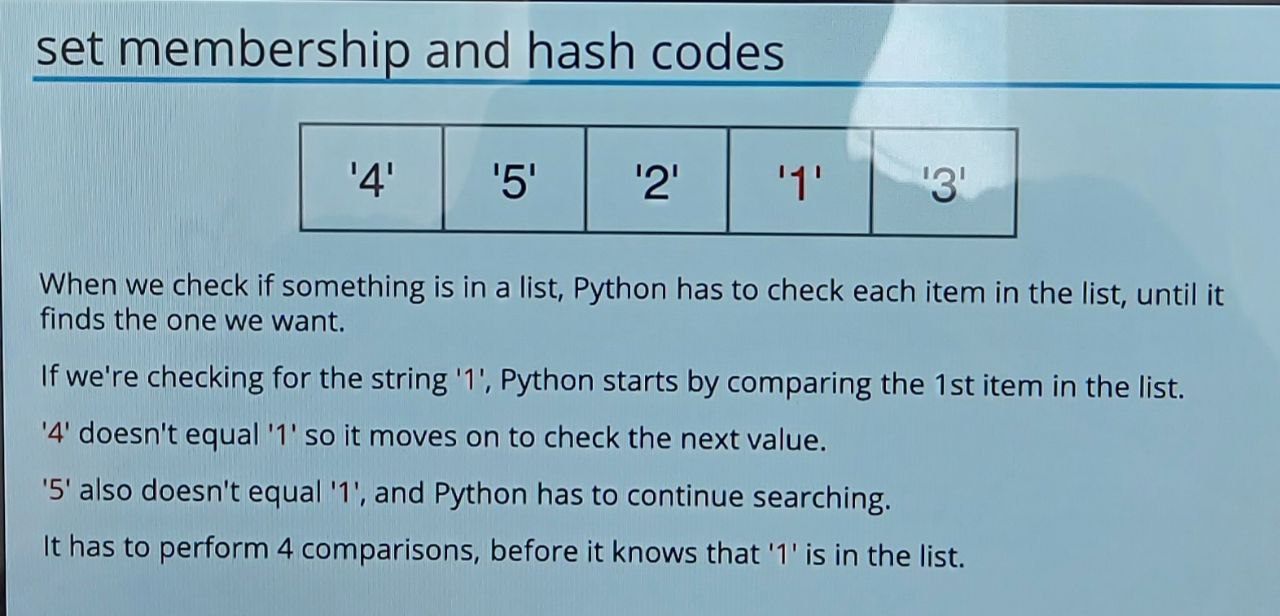 set membership and hash codes
'4' '5' '2' '1' '3'
When we check if something is in a list, Python has to check each item in the list, until it
finds the one we want.
If we're checking for the string '1', Python starts by comparing the 1st item in the list.
'4' doesn't equal '1' so it moves on to check the next value.
'5' also doesn't equal '1', and Python has to continue searching.
It has to perform 4 comparisons, before it knows that '1' is in the list.